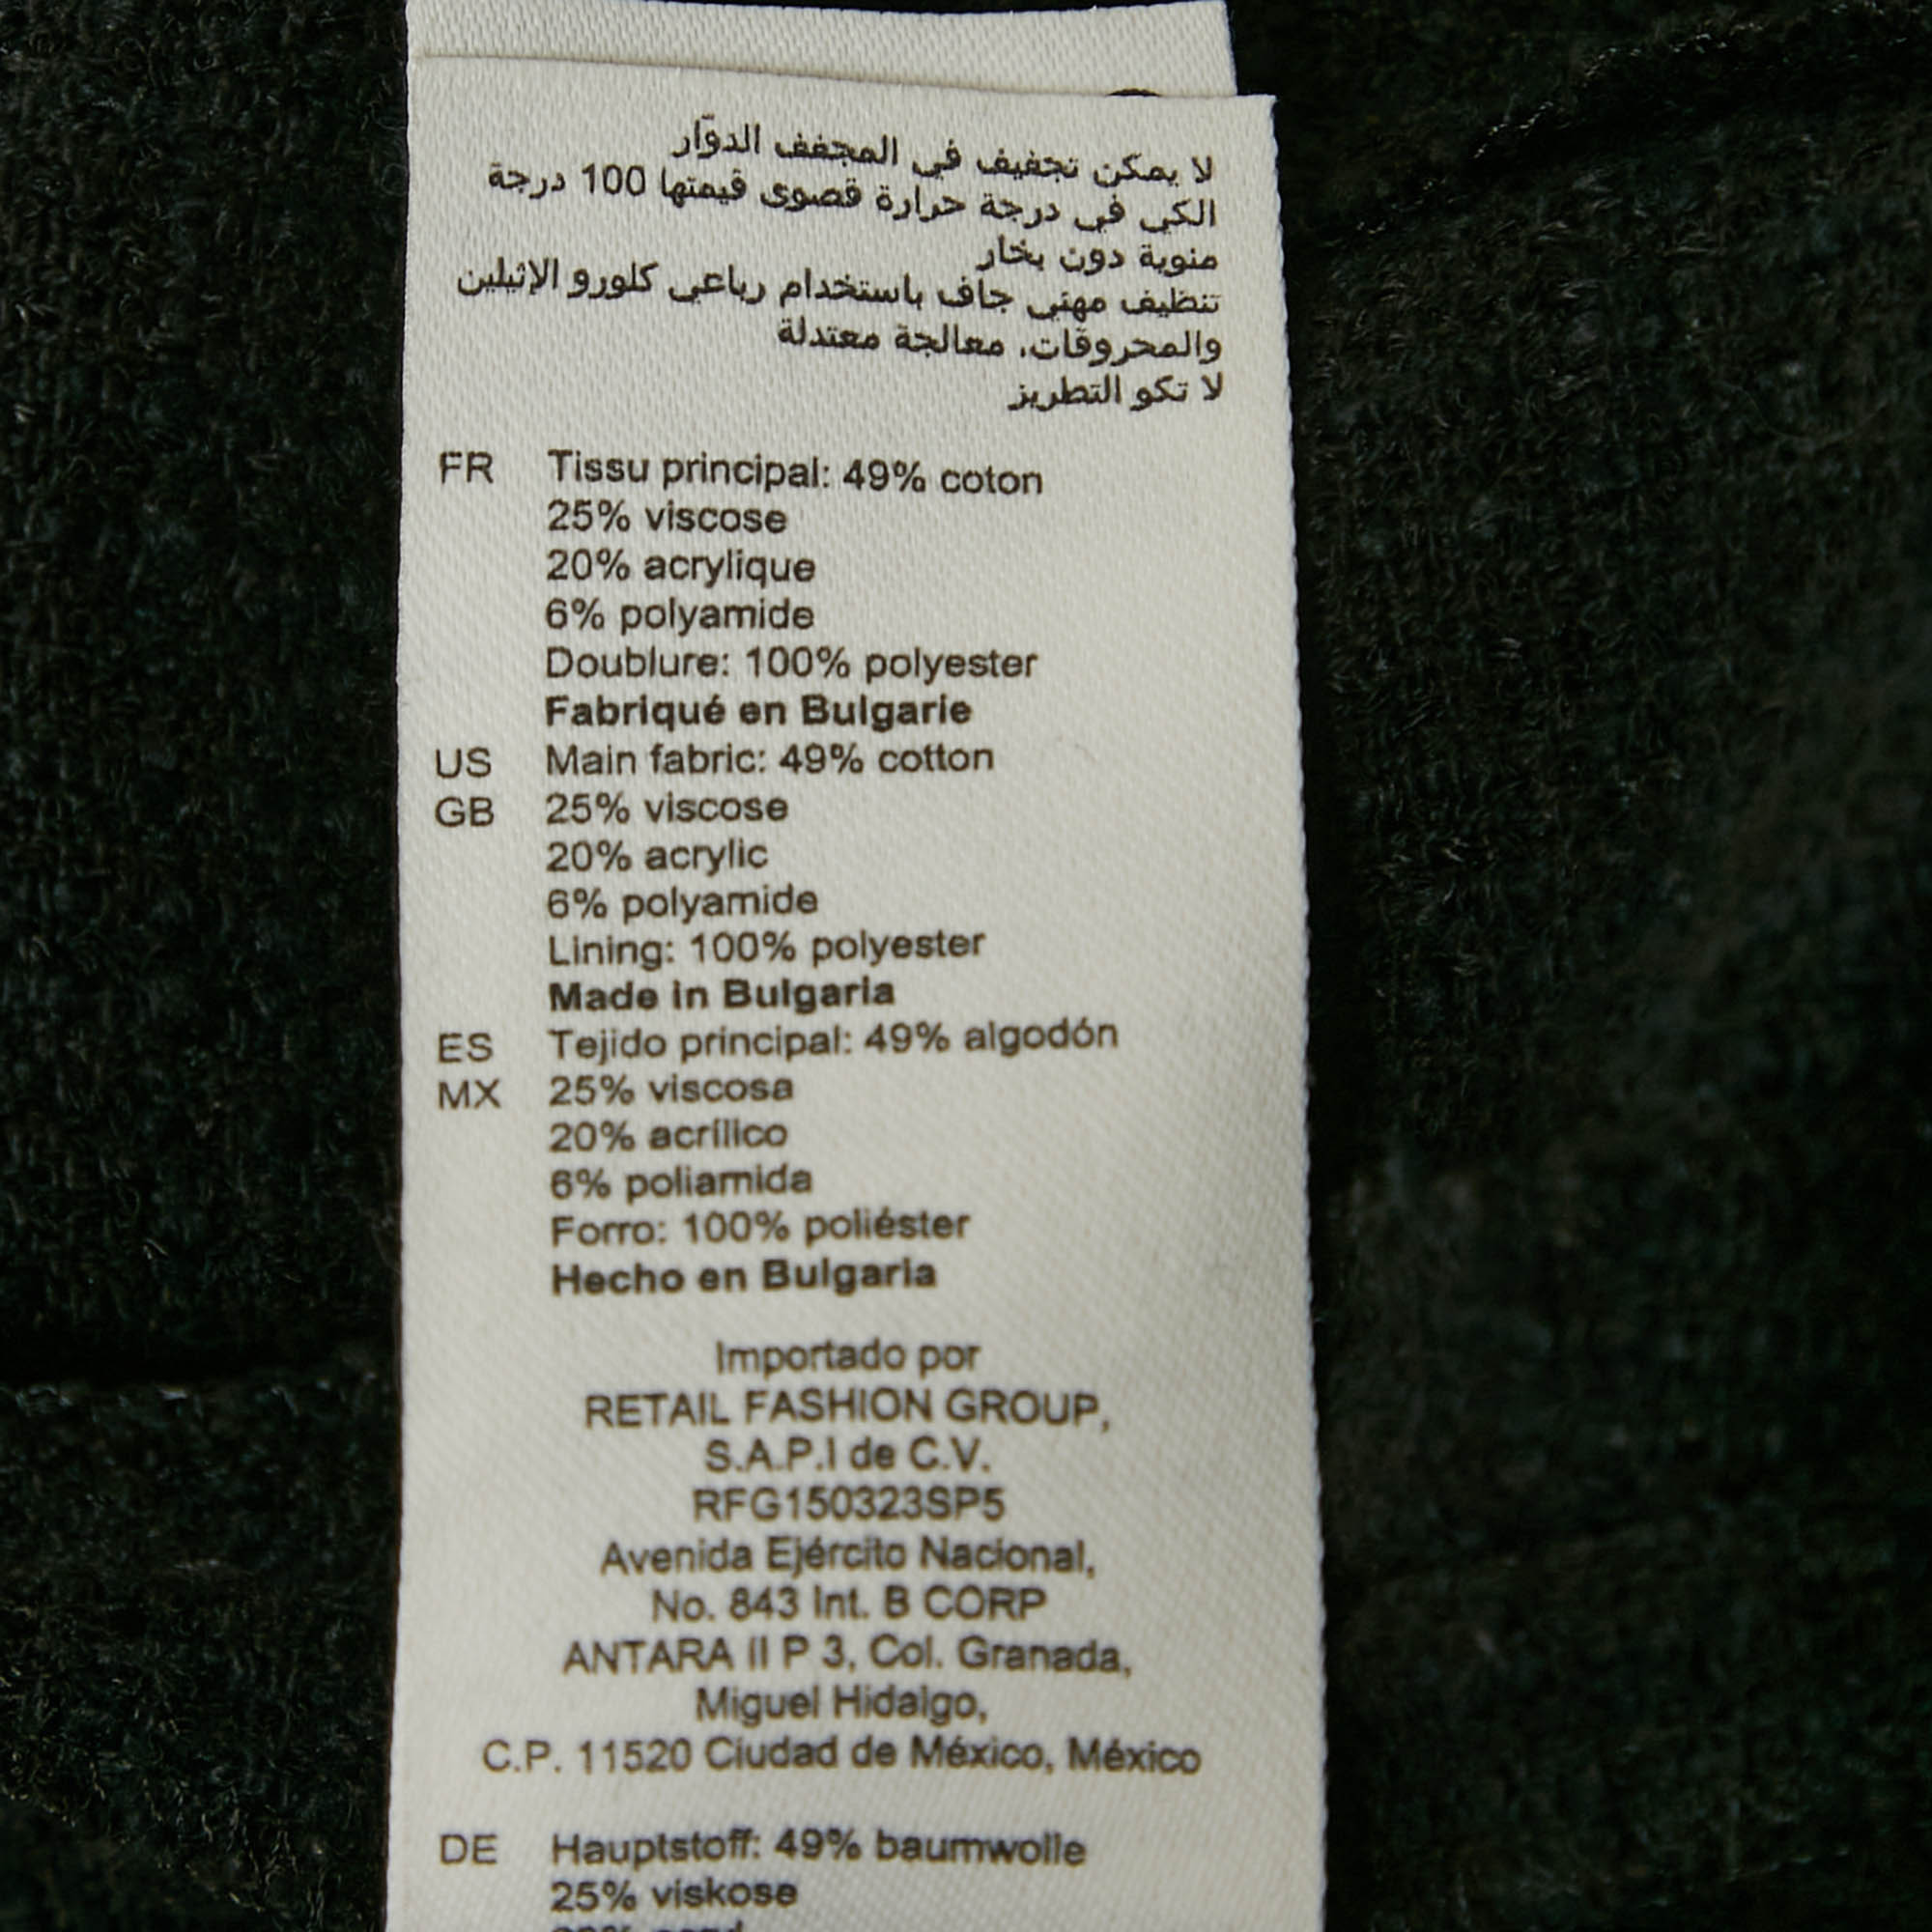 لا يمكن تجفيف في المجفف الدوّار
الكي في درجة حرارة قصوى قيمتها 100 درجة
منوية دون بخار
تنظيف مهني جاف باستخدام رباعي كلورو الإثيلين
والمحروقات، معالجة معتدلة
لا تكو التطريز
FR Tissu principal: 49% coton
25% viscose
20% acrylique
6% polyamide
Doublure: 100% polyester
Fabriqué en Bulgarie
US Main fabric: 49% cotton
GB 25% viscose
20% acrylic
6% polyamide
Lining: 100% polyester
Made in Bulgaria
ES Tejido principal: 49% algodón
MX 25% viscosa
20% acrílico
6% poliamida
Forro: 100% poliéster
Hecho en Bulgaria
Importado por
RETAIL FASHION GROUP,
S.A.P.I de C.V.
RFG150323SP5
Avenida Ejército Nacional,
No. 843 Int. B CORP
ANTARA II P 3, Col. Granada,
Miguel Hidalgo,
C.P. 11520 Ciudad de México, México
DE Hauptstoff: 49% baumwolle
25% viskose